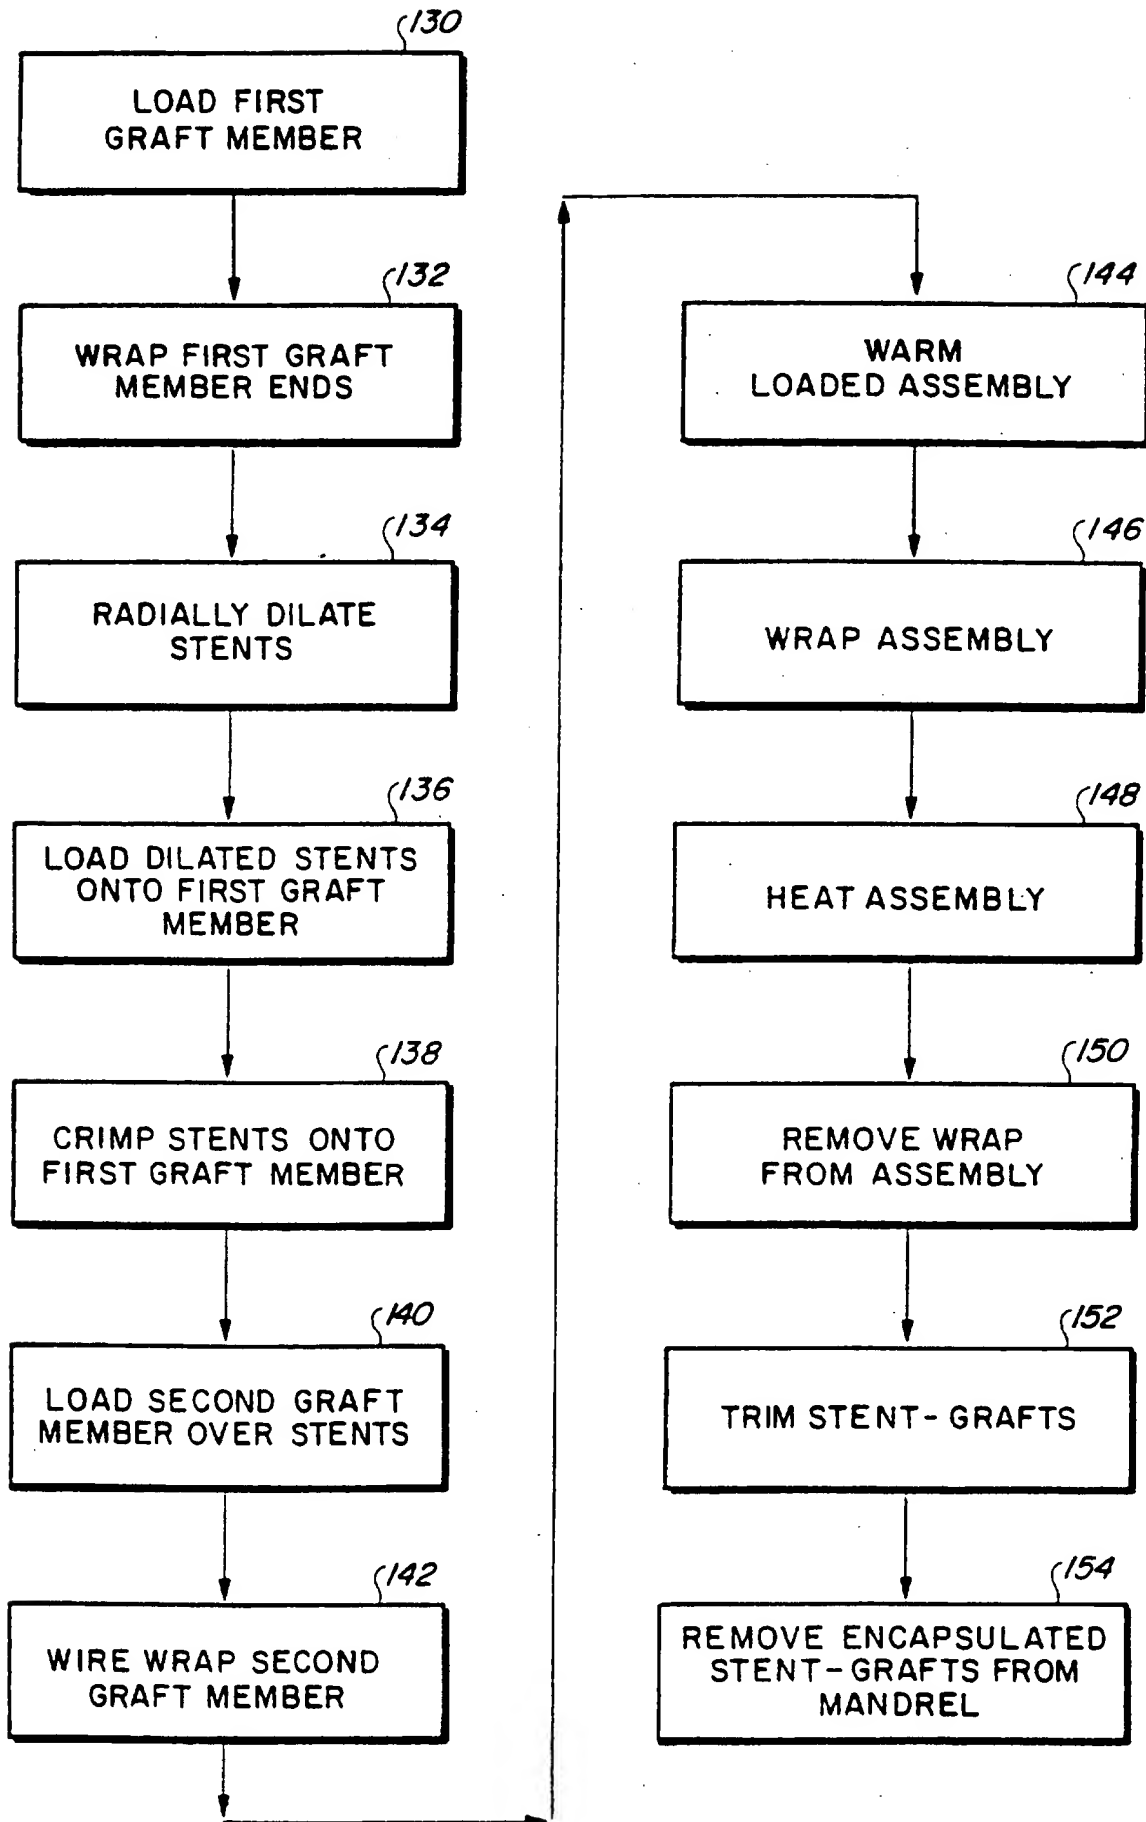 130
LOAD FIRST
GRAFT MEMBER
132
WRAP FIRST GRAFT
MEMBER ENDS
134
RADIALLY DILATE
STENTS
136
LOAD DILATED STENTS
ONTO FIRST GRAFT
MEMBER
138
CRIMP STENTS ONTO
FIRST GRAFT MEMBER
140
LOAD SECOND GRAFT
MEMBER OVER STENTS
142
WIRE WRAP SECOND
GRAFT MEMBER
144
WARM
LOADED ASSEMBLY
146
WRAP ASSEMBLY
148
HEAT ASSEMBLY
150
REMOVE WRAP
FROM ASSEMBLY
152
TRIM STENT-GRAFTS
154
REMOVE ENCAPSULATED
STENT-GRAFTS FROM
MANDREL